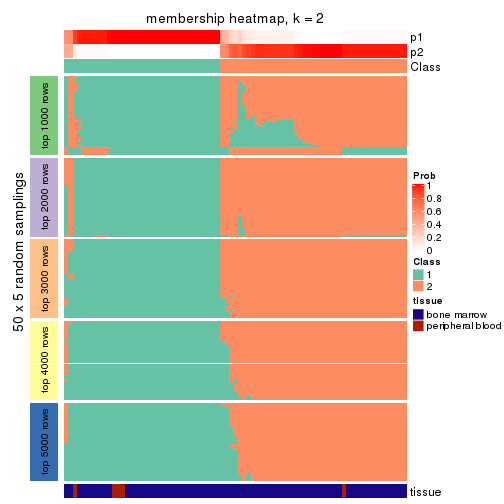 membership heatmap, k = 2
p1
p2
Class
50 x 5 random samplings
top 1000 rows
top 2000 rows
top 3000 rows
top 4000 rows
top 5000 rows
Prob
1
0.8
0.6
0.4
0.2
0
Class
1
2
tissue
bone marrow
peripheral blood
tissue